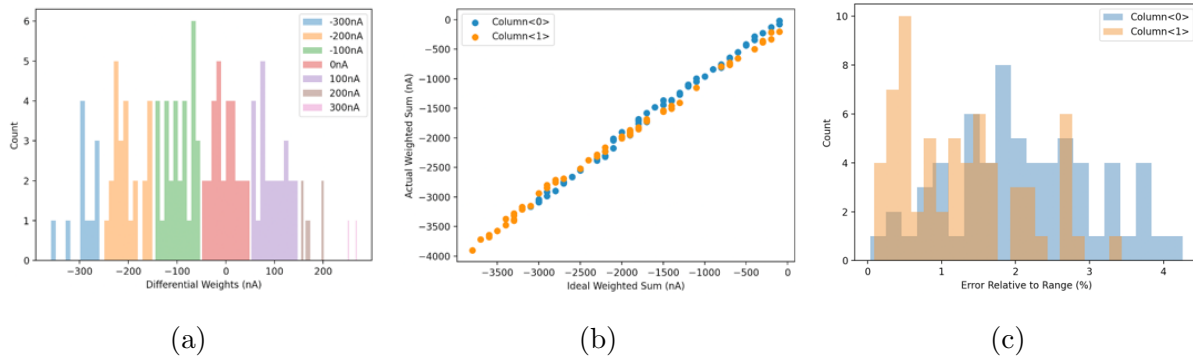 6
5
4
3
2
1
0
Count
−300
−200
−100
0
100
200
Differential Weights (nA)
-300nA
-200nA
-100nA
0nA
100nA
200nA
300nA
(a)
0
−500
−1000
−1500
−2000
−2500
−3000
−3500
−4000
Actual Weighted Sum (nA)
−3500
−3000
−2500
−2000
−1500
−1000
−500
0
Ideal Weighted Sum (nA)
Column<0>
Column<1>
(b)
10
8
6
4
2
0
Count
0
1
2
3
4
Error Relative to Range (%)
Column<0>
Column<1>
(c)